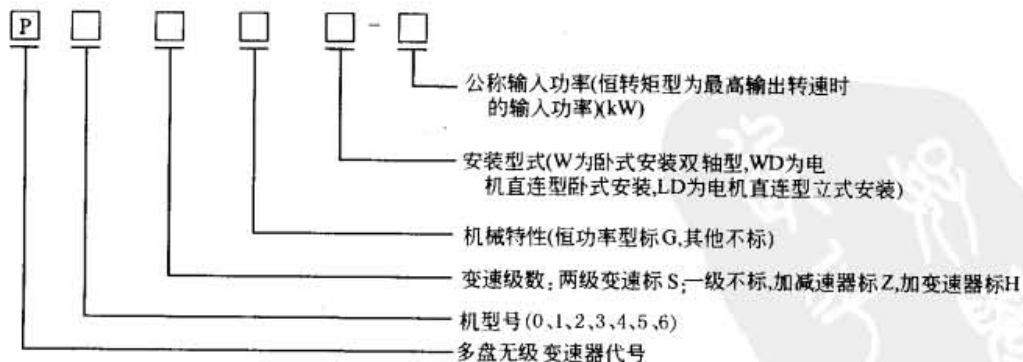 P □ □ □ □ - □
公称输入功率(恒转矩型为最高输出转速时
的输入功率)(kW)
安装型式(W为卧式安装双轴型,WD为电
机直连型卧式安装,LD为电机直连型立式安装)
机械特性(恒功率型标G,其他不标)
变速级数:两级变速标S;一级不标,加减速器标Z,加变速器标H
机型号(0、1、2、3、4、5、6)
多盘无级变速器代号